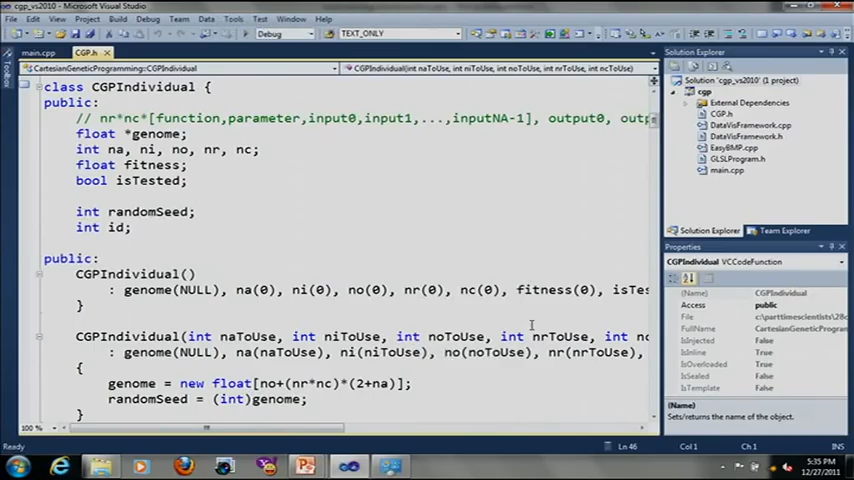 cgp_vs2010 - Microsoft Visual Studio
File Edit View Project Build Debug Team Data Tools Test Window Help
Debug TEXT_ONLY
main.cpp CGP.h
Toolbox
CartesianGeneticProgramming::CGPIndividual CGPIndividual(int naToUse, int niToUse, int noToUse, int nrToUse, int ncToUse)
class CGPIndividual {
public:
// nr*nc*[function,parameter,input0,input1,...,inputNA-1], output0, outp
float *genome;
int na, ni, no, nr, nc;
float fitness;
bool isTested;
int randomSeed;
int id;
public:
CGPIndividual()
: genome(NULL), na(0), ni(0), no(0), nr(0), nc(0), fitness(0), isTes
}
CGPIndividual(int naToUse, int niToUse, int noToUse, int nrToUse, int nc
: genome(NULL), na(naToUse), ni(niToUse), no(noToUse), nr(nrToUse),
{
genome = new float[no+(nr*nc)*(2+na)];
randomSeed = (int)genome;
}
100 %
Solution Explorer
Solution 'cgp_vs2010' (1 project)
cgp
External Dependencies
CGP.h
DataVisFramework.cpp
DataVisFramework.h
EasyBMP.cpp
GLSLProgram.h
main.cpp
Solution Explorer Team Explorer
Properties
CGPIndividual VCCodeFunction
(Name) CGPIndividual
Access public
File c:\parttimescientists\28c
FullName CartesianGeneticProgram
IsInjected False
IsInline True
IsOverloaded True
IsSealed False
IsTemplate False
(Name)
Sets/returns the name of the object.
Ready Ln 46 Col 1 Ch 1 INS
5:35 PM
12/27/2011